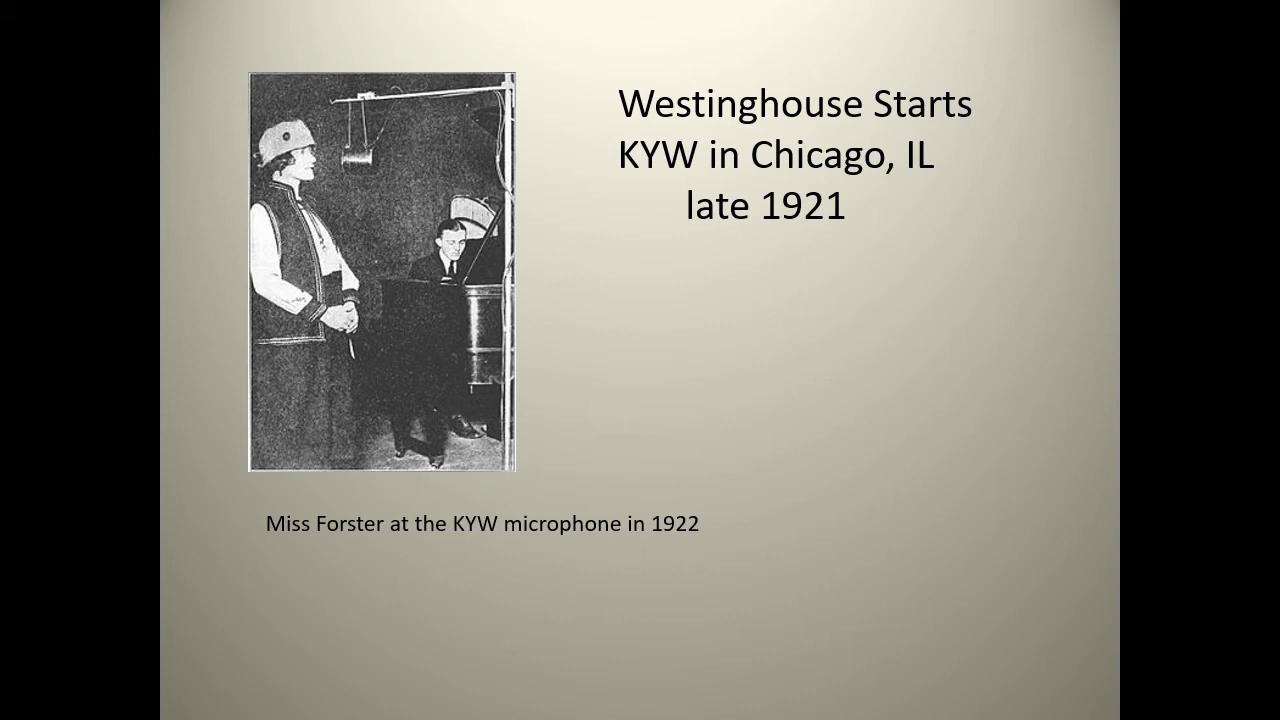 Westinghouse Starts
KYW in Chicago, IL
late 1921
Miss Forster at the KYW microphone in 1922